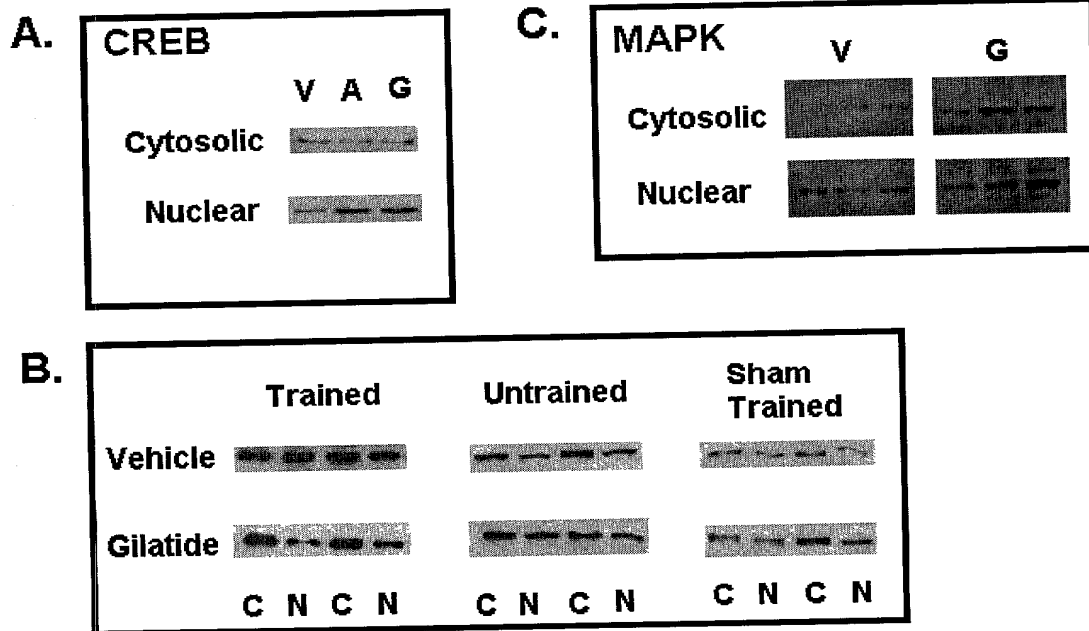 A.
CREB
V A G
Cytosolic
Nuclear
C.
MAPK
V G
Cytosolic
Nuclear
B.
Trained Untrained Sham Trained
Vehicle
Gilatide
C N C N C N C N C N C N